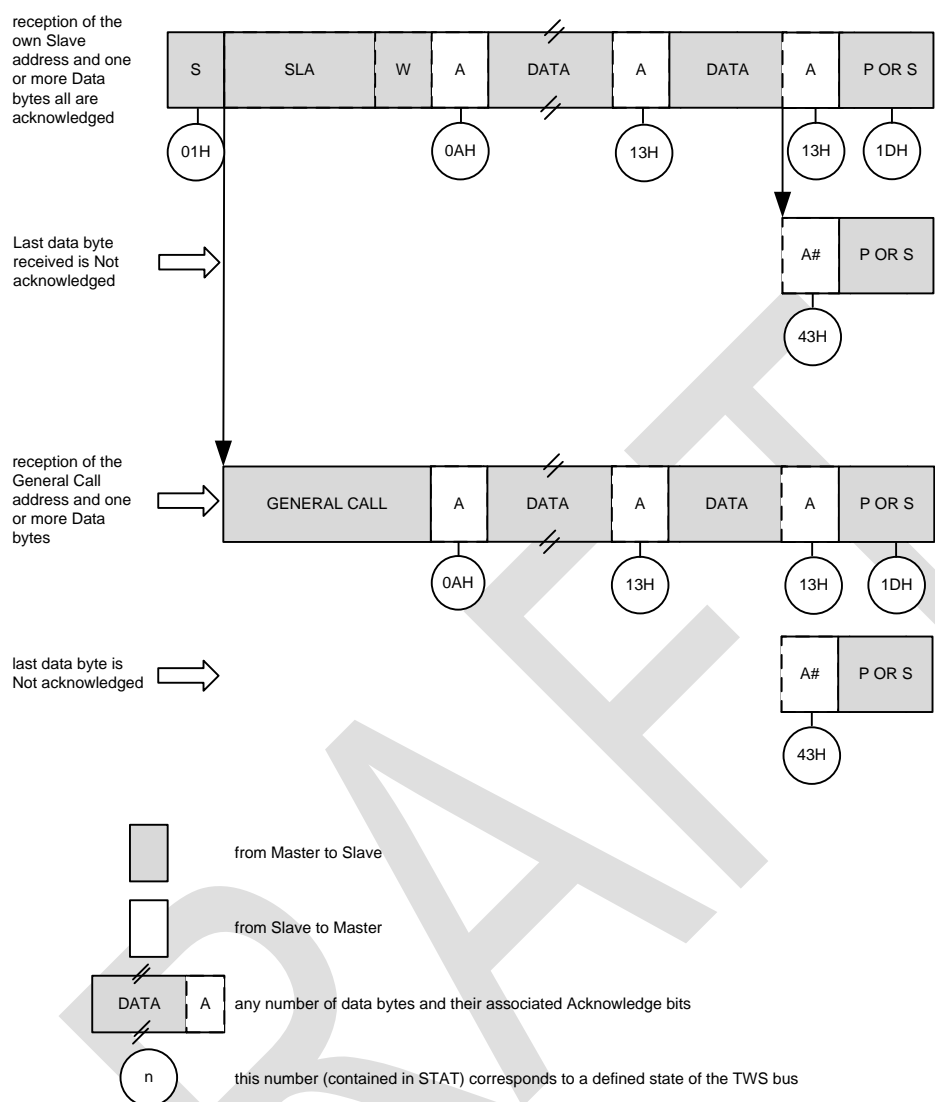 reception of the
own Slave
address and one
or more Data
bytes all are
acknowledged
S SLA W A DATA A DATA A P OR S
01H 0AH 13H 13H 1DH
Last data byte
received is Not
acknowledged
A# P OR S
43H
reception of the
General Call
address and one
or more Data
bytes
GENERAL CALL A DATA A DATA A P OR S
0AH 13H 13H 1DH
last data byte is
Not acknowledged
A# P OR S
43H
from Master to Slave
from Slave to Master
DATA A any number of data bytes and their associated Acknowledge bits
n this number (contained in STAT) corresponds to a defined state of the TWS bus
RAFT